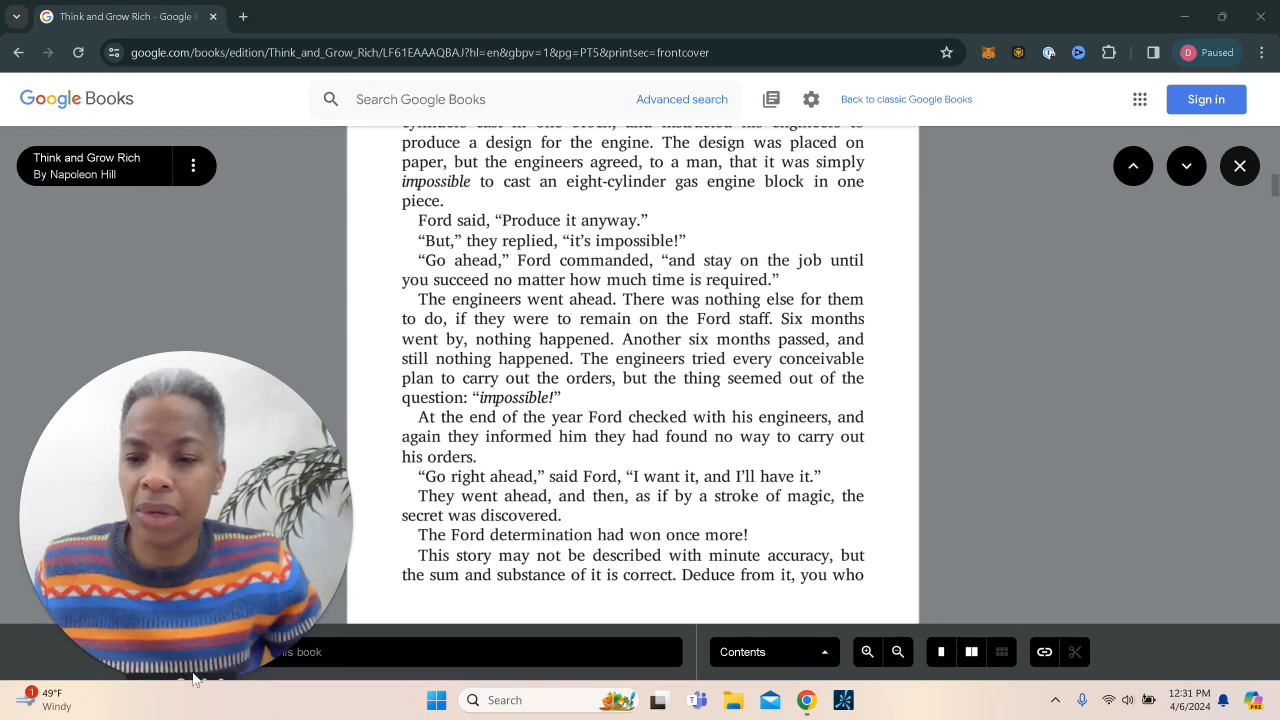 Think and Grow Rich - Google
google.com/books/edition/Think_and_Grow_Rich/LF61EAAAQBAJ?hl=en&gbpv=1&pg=PT5&printsec=frontcover
D Paused
Google Books
Search Google Books
Advanced search
Back to classic Google Books
Sign in
Think and Grow Rich
By Napoleon Hill
cylinders cast in one block, and instructed his engineers to
produce a design for the engine. The design was placed on
paper, but the engineers agreed, to a man, that it was simply
impossible to cast an eight-cylinder gas engine block in one
piece.
Ford said, “Produce it anyway.”
“But,” they replied, “it’s impossible!”
“Go ahead,” Ford commanded, “and stay on the job until
you succeed no matter how much time is required.”
The engineers went ahead. There was nothing else for them
to do, if they were to remain on the Ford staff. Six months
went by, nothing happened. Another six months passed, and
still nothing happened. The engineers tried every conceivable
plan to carry out the orders, but the thing seemed out of the
question: “impossible!”
At the end of the year Ford checked with his engineers, and
again they informed him they had found no way to carry out
his orders.
“Go right ahead,” said Ford, “I want it, and I’ll have it.”
They went ahead, and then, as if by a stroke of magic, the
secret was discovered.
The Ford determination had won once more!
This story may not be described with minute accuracy, but
the sum and substance of it is correct. Deduce from it, you who
book
Contents
1
49°F
Windy
Search
12:31 PM
4/6/2024
PRE